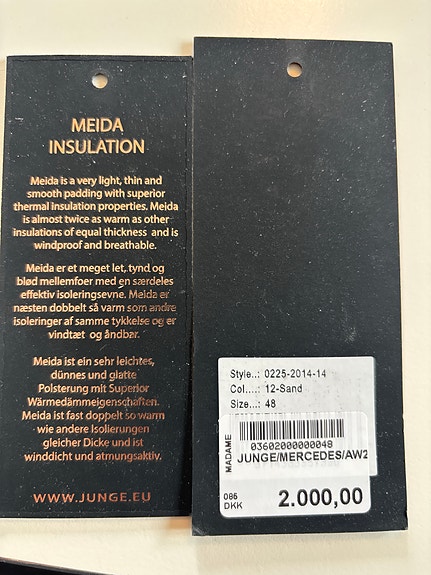 MEIDA
INSULATION
Meida is a very light, thin and
smooth padding with superior
thermal insulation properties. Meida
is almost twice as warm as other
insulations of equal thickness and is
windproof and breathable.
Meida er et meget let, tynd og
blød mellemfoer med en særdeles
effektiv isoleringsevne. Meida er
næsten dobbelt så varm som andre
isoleringer af samme tykkelse og er
vindtæt og åndbar.
Meida ist ein sehr leichtes,
dünnes und glatte
Polsterung mit Superior
Wärmedämmeigenschaften.
Meida ist fast doppelt so warm
wie andere Isolierungen
gleicher Dicke und ist
winddicht und atmungsaktiv.
WWW.JUNGE.EU
Style..: 0225-2014-14
Col....: 12-Sand
Size..: 48
MADAME
03602000000048
JUNGE/MERCEDES/AW2
086
DKK
2.000,00